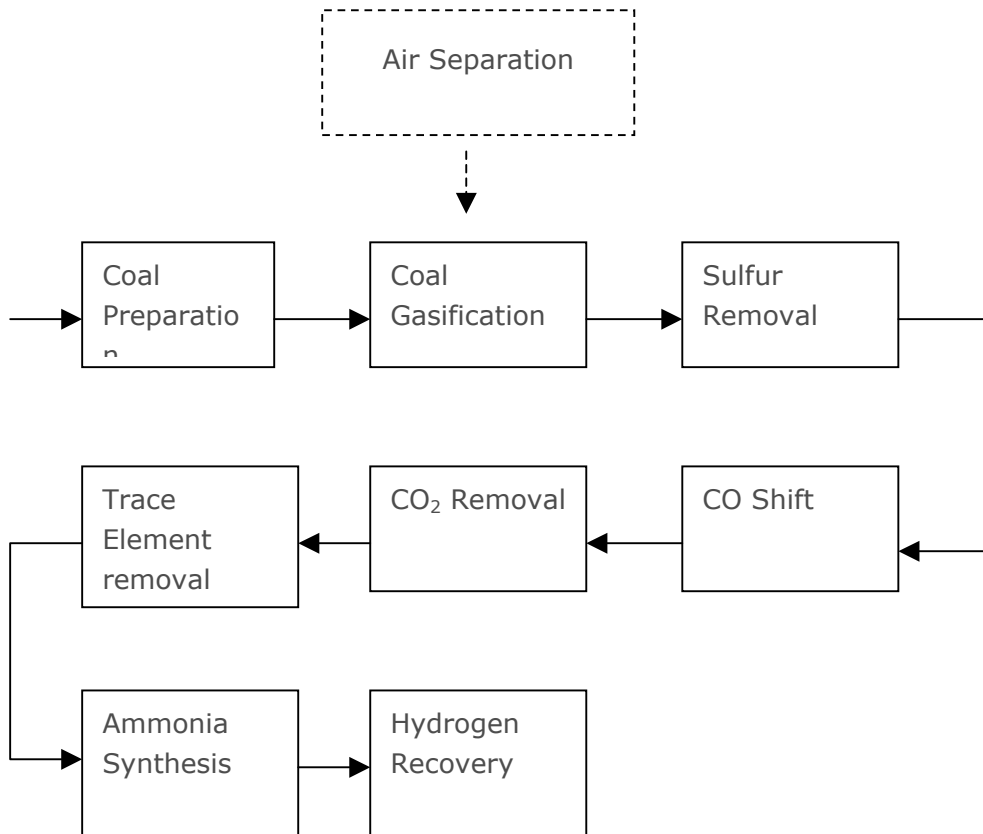 Air Separation
Coal
Preparatio
n
Coal
Gasification
Sulfur
Removal
Trace
Element
removal
CO₂ Removal
CO Shift
Ammonia
Synthesis
Hydrogen
Recovery